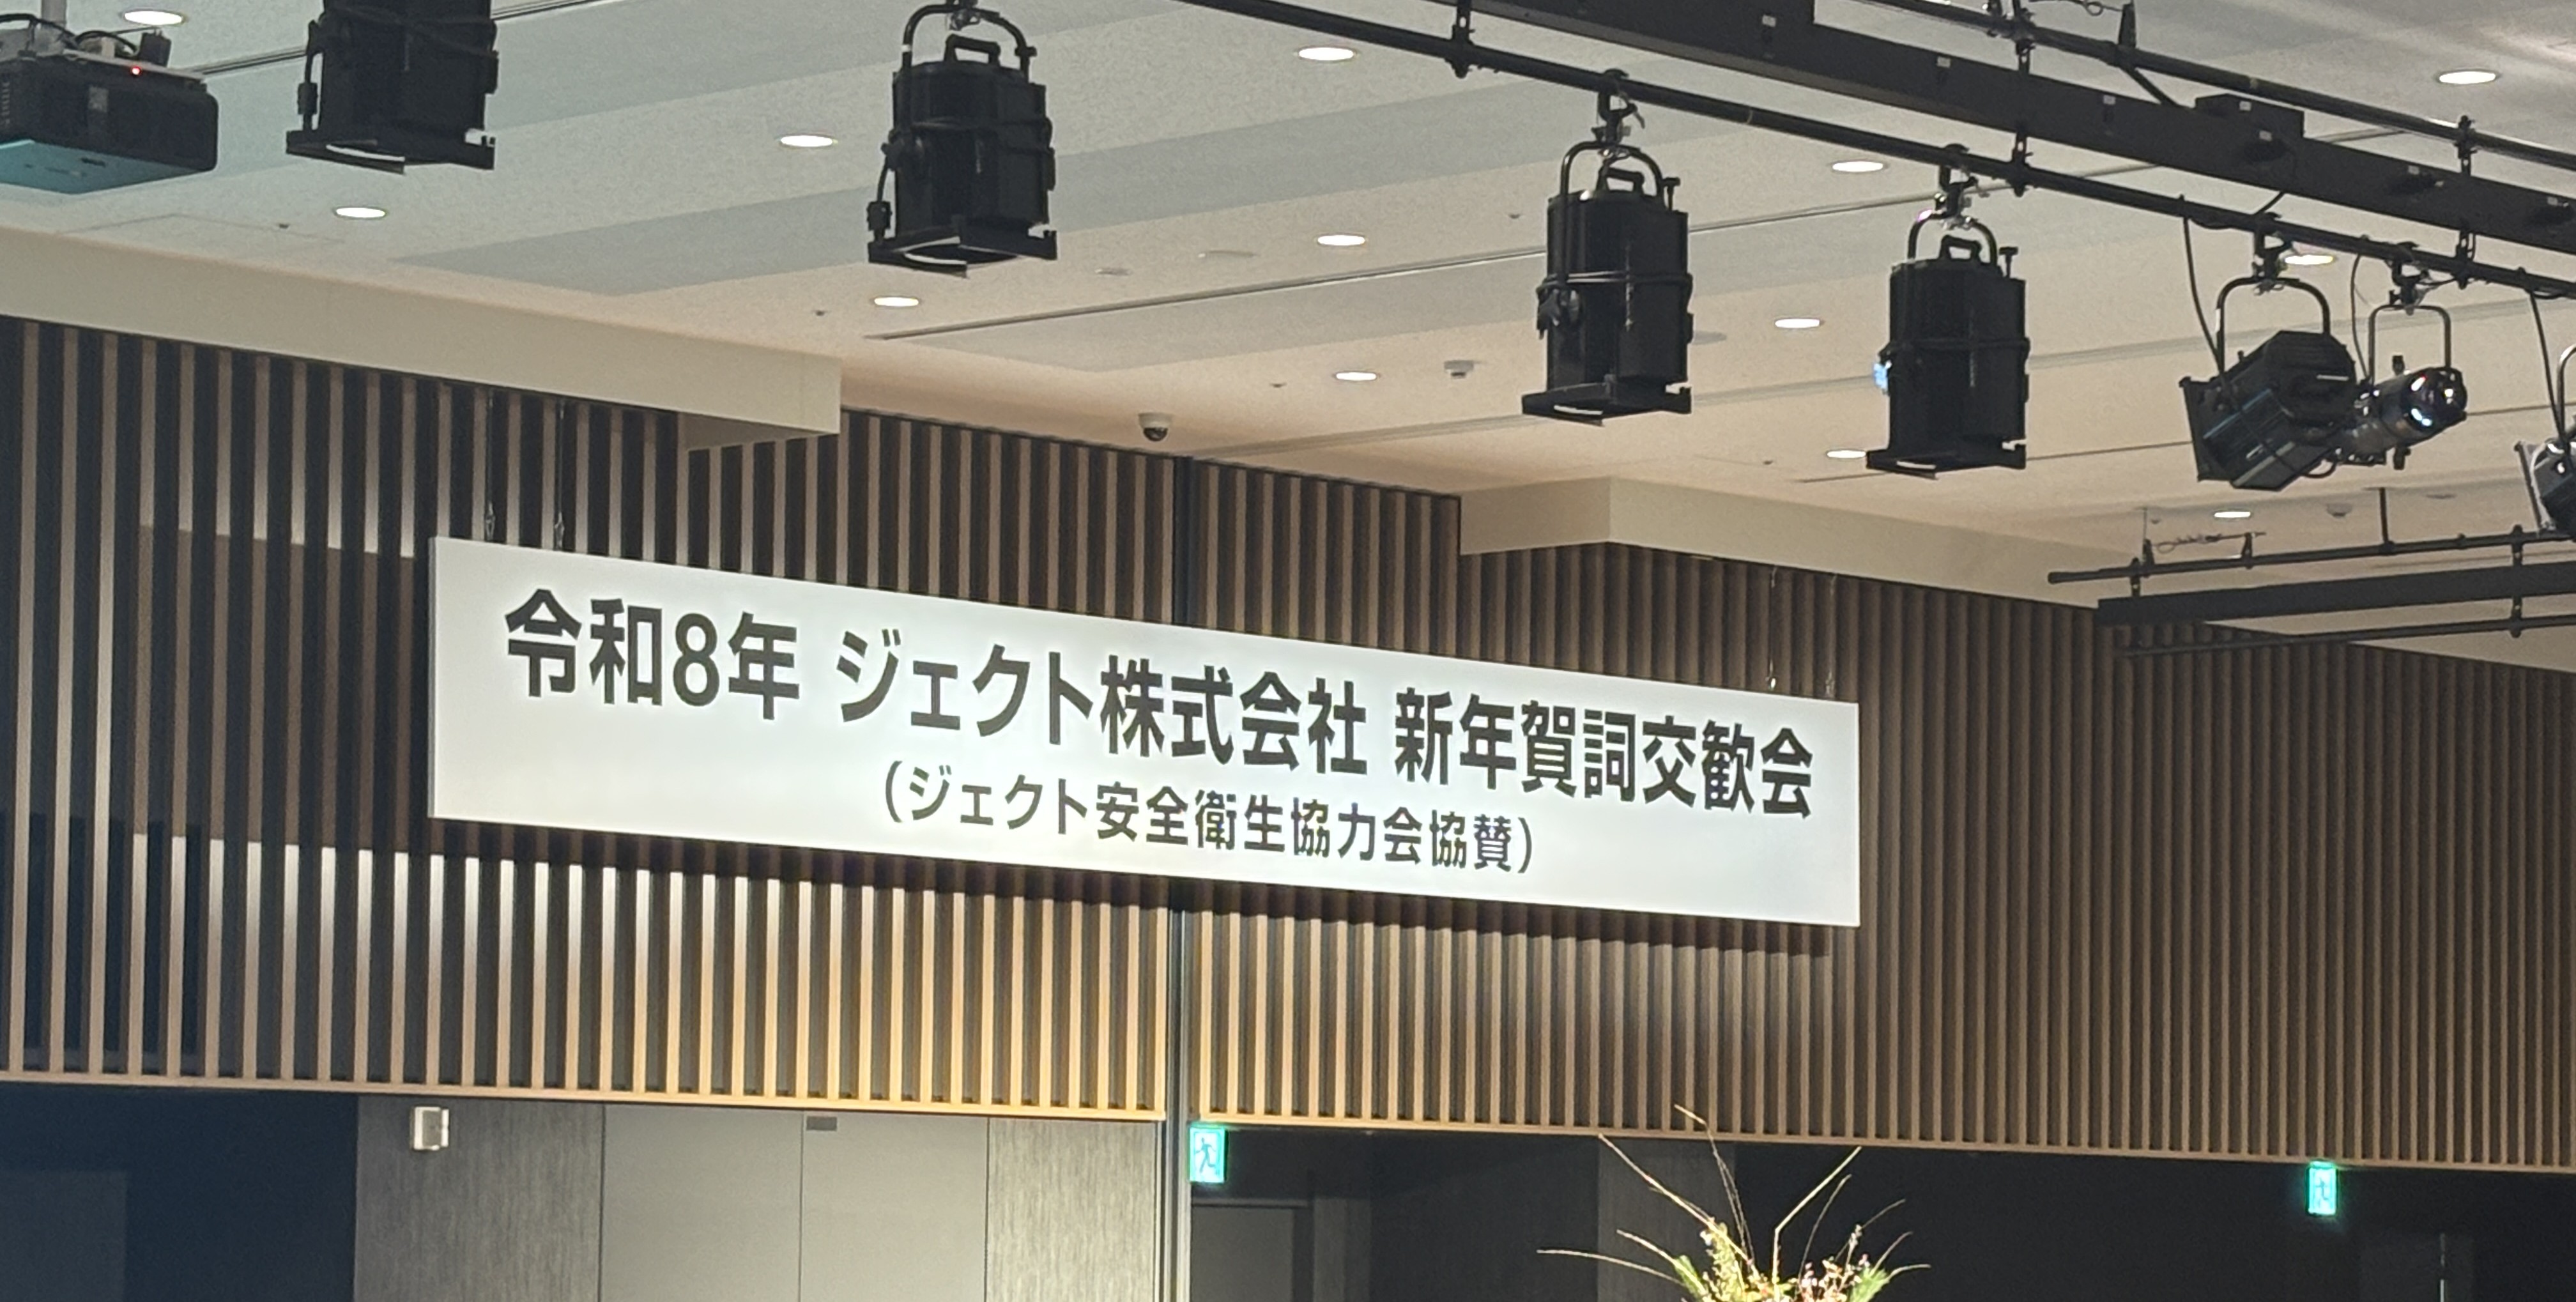 令和8年 ジェクト株式会社 新年賀詞交歓会
(ジェクト安全衛生協力会協賛)